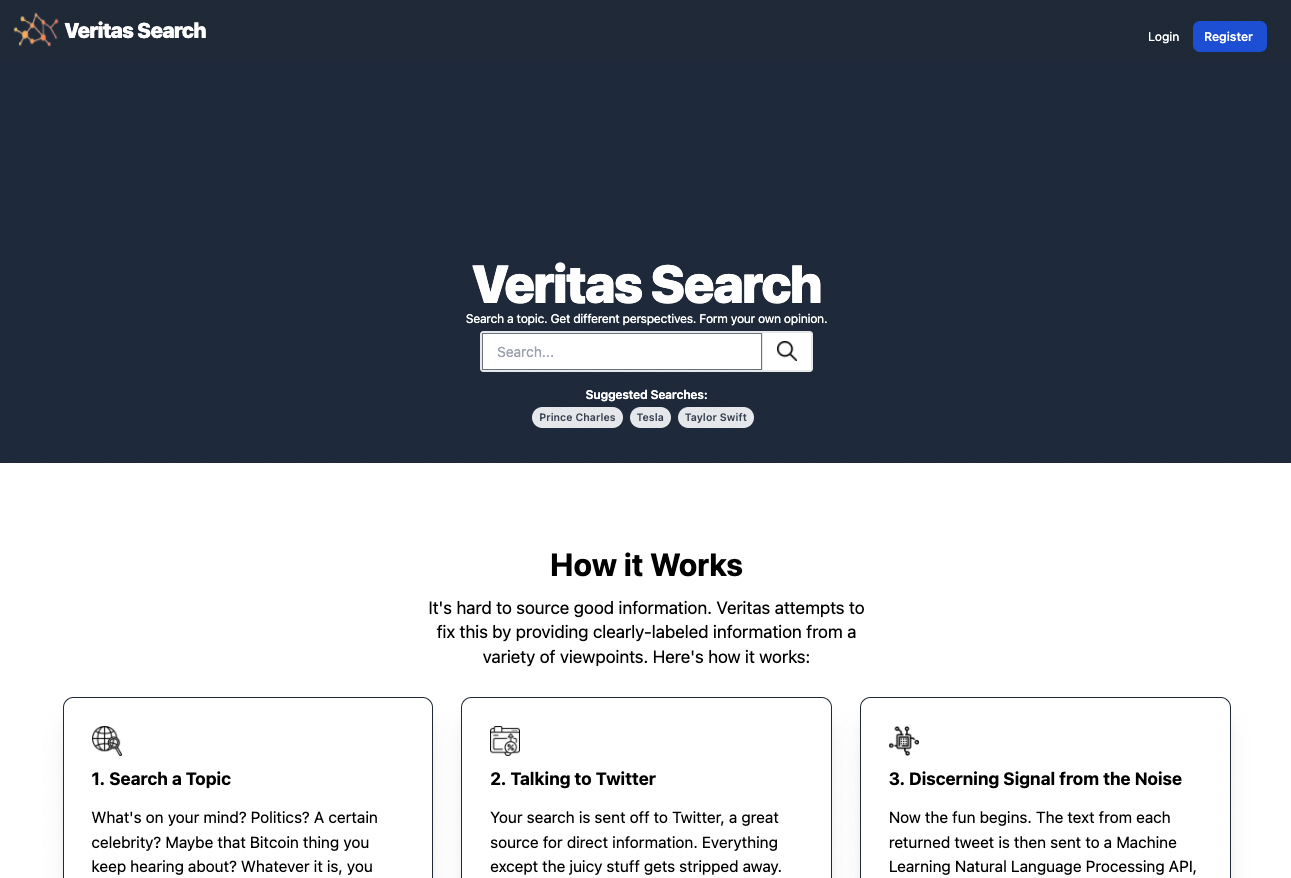 Veritas Search
Login
Register
Veritas Search
Search a topic. Get different perspectives. Form your own opinion.
Search...
Suggested Searches:
Prince Charles
Tesla
Taylor Swift
How it Works
It's hard to source good information. Veritas attempts to
fix this by providing clearly-labeled information from a
variety of viewpoints. Here's how it works:
1. Search a Topic
What's on your mind? Politics? A certain
celebrity? Maybe that Bitcoin thing you
keep hearing about? Whatever it is, you
2. Talking to Twitter
Your search is sent off to Twitter, a great
source for direct information. Everything
except the juicy stuff gets stripped away.
3. Discerning Signal from the Noise
Now the fun begins. The text from each
returned tweet is then sent to a Machine
Learning Natural Language Processing API,